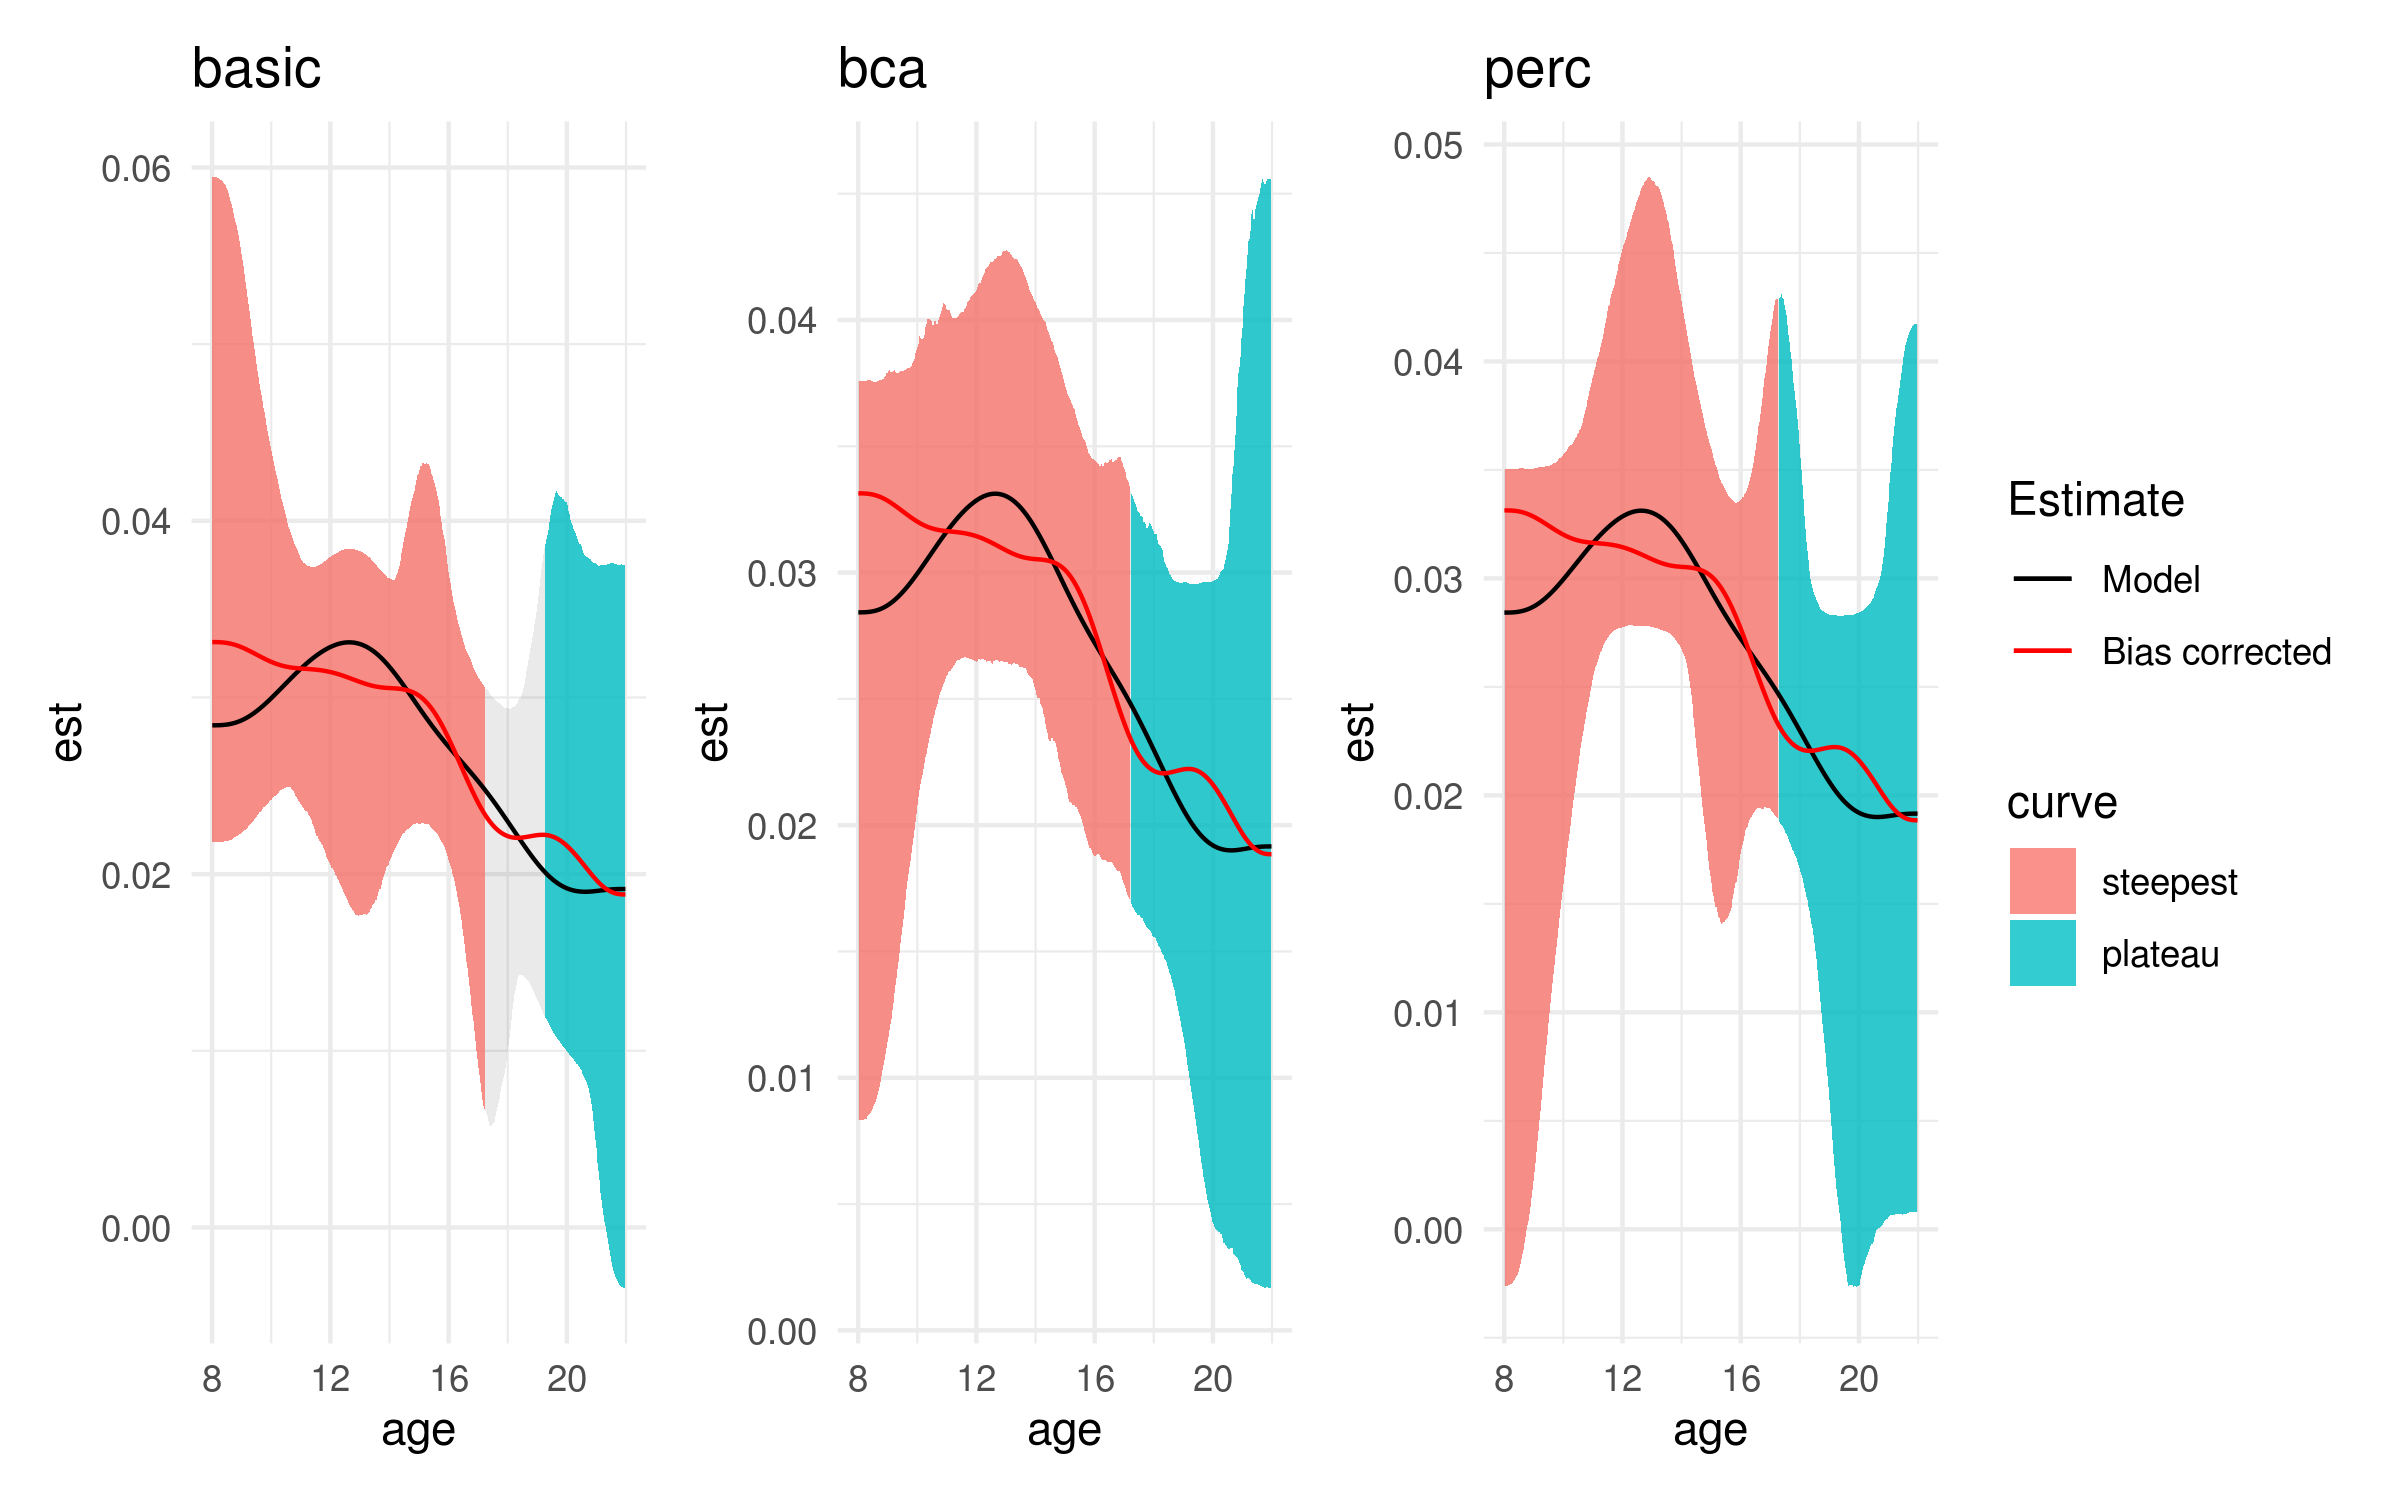 basic
bca
perc
est
0.06
0.04
0.02
0.00
8 12 16 20
age
est
0.04
0.03
0.02
0.01
0.00
8 12 16 20
age
est
0.05
0.04
0.03
0.02
0.01
0.00
8 12 16 20
age
Estimate
Model
Bias corrected
curve
steepest
plateau